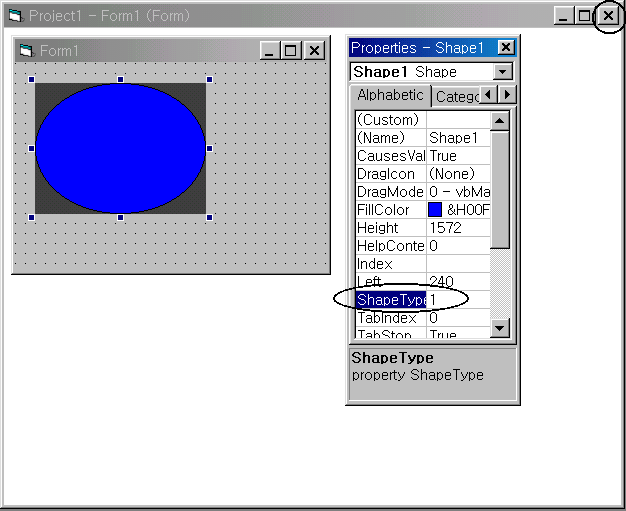 Project1 - Form1 (Form)
Form1
Properties - Shape1
Shape1 Shape
Alphabetic Catego
(Custom)
(Name) Shape1
CausesVal True
DragIcon (None)
DragMode 0 - vbMa
FillColor &H00F
Height 1572
HelpConte 0
Index
Left 240
ShapeType 1
TabIndex 0
TabStop True
ShapeType
property ShapeType